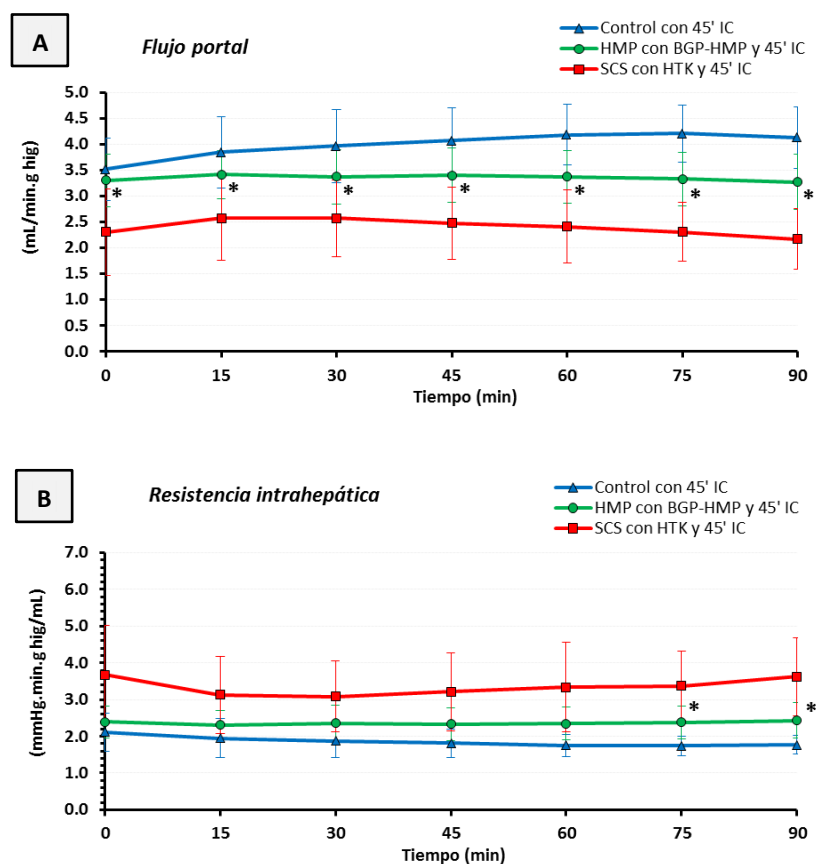 A
Flujo portal
Control con 45' IC
HMP con BGP-HMP y 45' IC
SCS con HTK y 45' IC
(mL/min.g hig)
5.0
4.5
4.0
3.5
3.0
2.5
2.0
1.5
1.0
0.5
0.0
* * * * * * *
0 15 30 45 60 75 90
Tiempo (min)
B
Resistencia intrahepática
Control con 45' IC
HMP con BGP-HMP y 45' IC
SCS con HTK y 45' IC
(mmHg.min.g hig/mL)
7.0
6.0
5.0
4.0
3.0
2.0
1.0
0.0
* *
0 15 30 45 60 75 90
Tiempo (min)